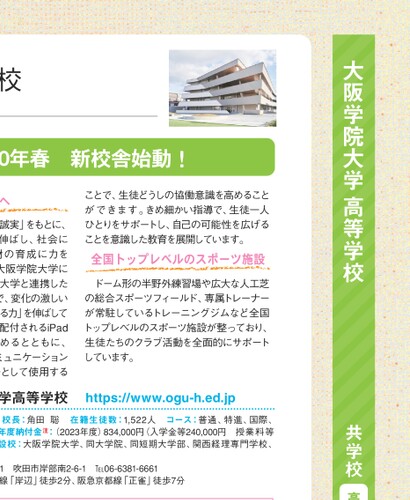 校
0年春 新校舎始動！
へ
誠実」をもとに、
伸ばし、社会に
材の育成に力を
大阪学院大学に
大学と連携した
で、変化の激しい
る力」を伸ばして
配付されるiPad
めるとともに、
ミュニケーション
として使用する
ことで、生徒どうしの協働意識を高めること
ができます。きめ細かい指導で、生徒一人
ひとりをサポートし、自己の可能性を広げる
ことを意識した教育を展開しています。
全国トップレベルのスポーツ施設
ドーム形の半野外練習場や広大な人工芝
の総合スポーツフィールド、専属トレーナー
が常駐しているトレーニングジムなど全国
トップレベルのスポーツ施設が整っており、
生徒たちのクラブ活動を全面的にサポート
しています。
学高等学校 https://www.ogu-h.ed.jp
校長：角田 聡 在籍生徒数：1,522人 コース：普通、特進、国際、
年度納付金注：（2023年度）834,000円（入学金等240,000円 授業料等
設校：大阪学院大学、同大学院、同短期大学部、関西経理専門学校、
1 吹田市岸部南2-6-1 TEL06-6381-6661
線「岸辺」徒歩2分、阪急京都線「正雀」徒歩7分
大阪学院大学 高等学校
共学校
高